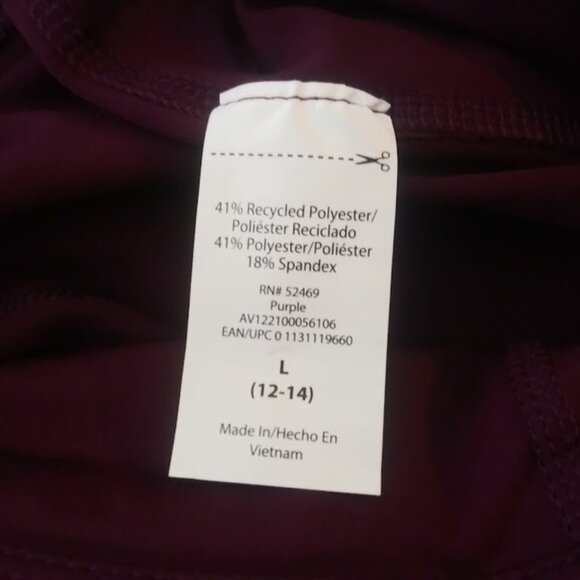 41% Recycled Polyester/
Poliéster Reciclado
41% Polyester/Poliéster
18% Spandex
RN# 52469
Purple
AV122100056106
EAN/UPC 0 1131119660
L
(12-14)
Made In/Hecho En
Vietnam